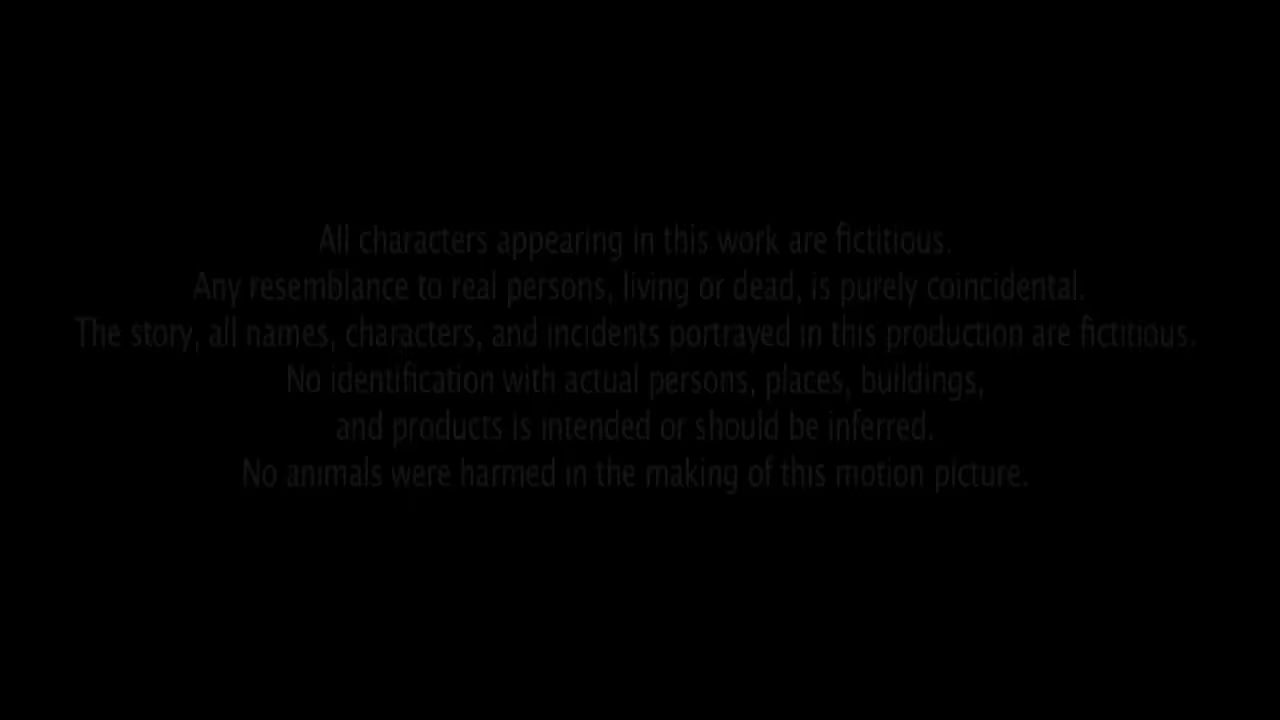 All characters appearing in this work are fictitious.
Any resemblance to real persons, living or dead, is purely coincidental.
The story, all names, characters, and incidents portrayed in this production are fictitious.
No identification with actual persons, places, buildings,
and products is intended or should be inferred.
No animals were harmed in the making of this motion picture.